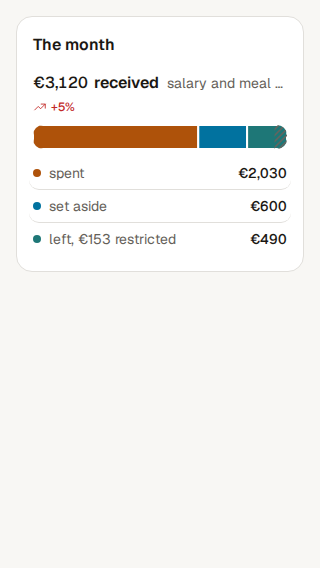 The month
€3,120 received salary and meal ...
+5%
spent €2,030
set aside €600
left, €153 restricted €490